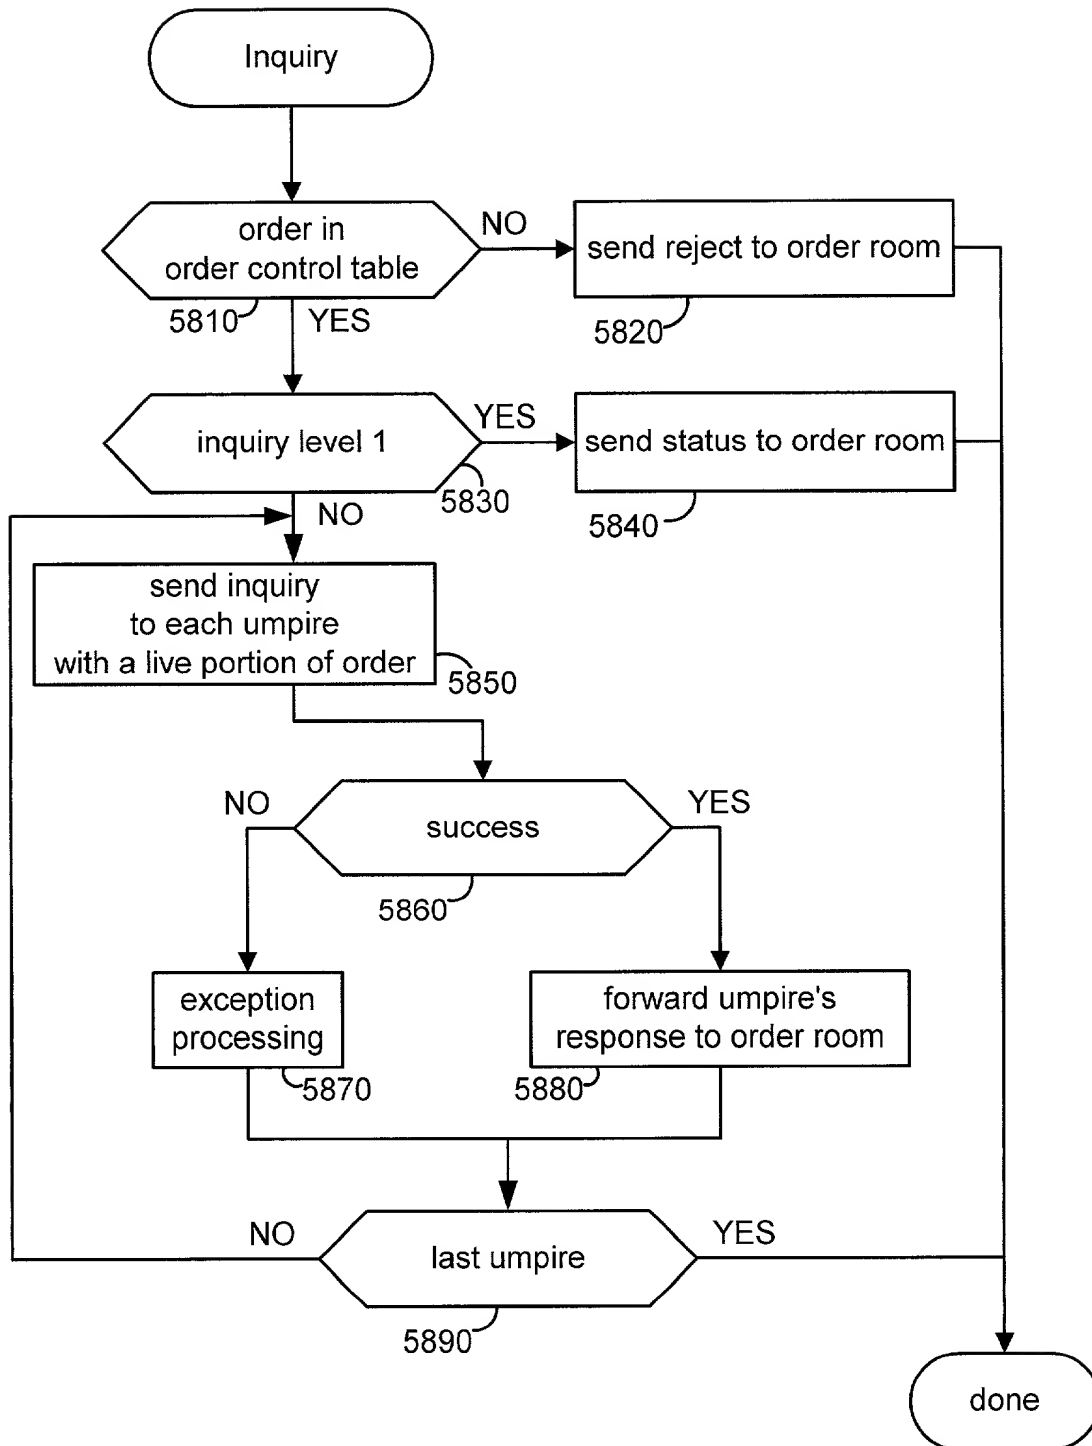 Inquiry
order in
order control table
NO
send reject to order room
5810
YES
5820
inquiry level 1
YES
send status to order room
5830
NO
5840
send inquiry
to each umpire
with a live portion of order
5850
NO
success
YES
5860
exception
processing
forward umpire's
response to order room
5870
5880
NO
last umpire
YES
5890
done